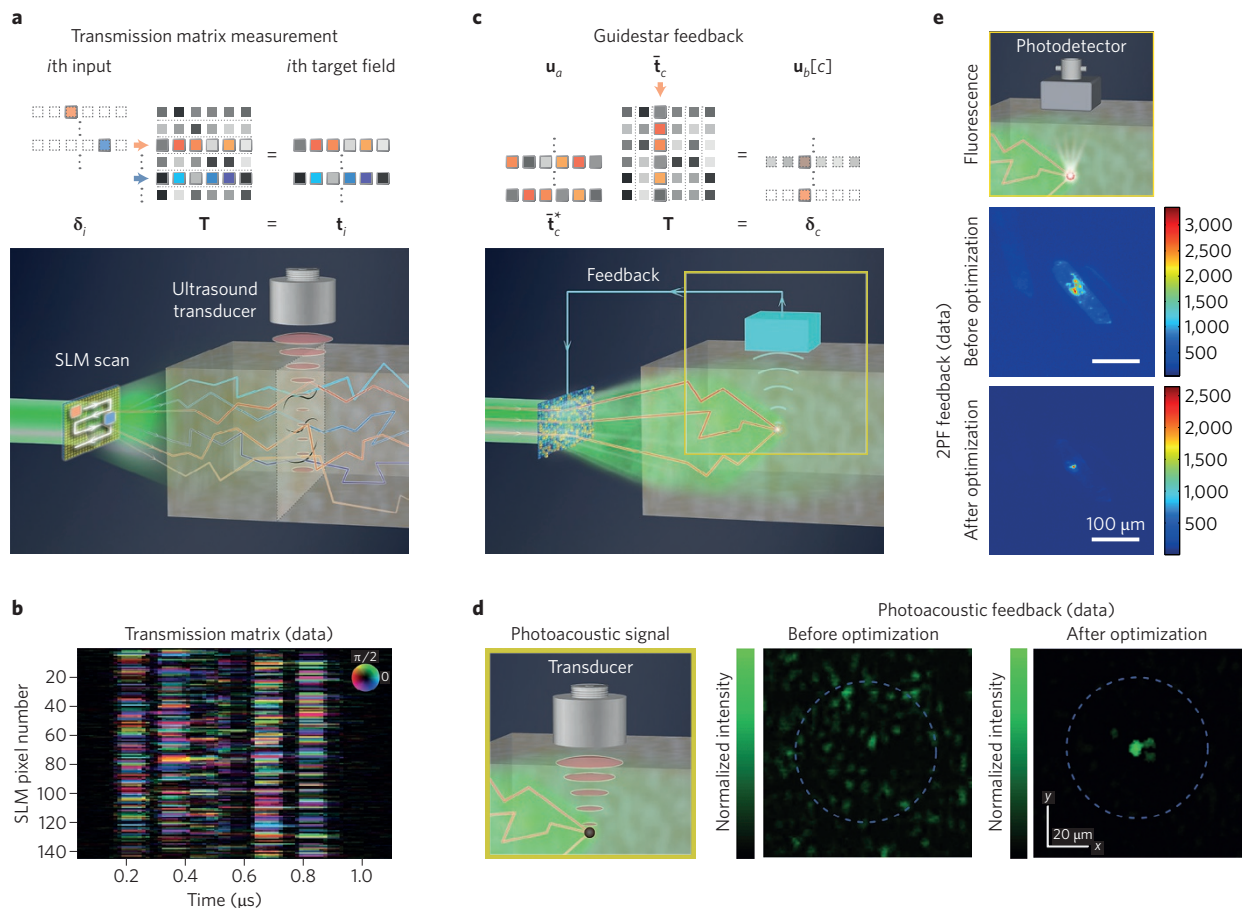 a
Transmission matrix measurement
ith input
ith target field
=
δi
T
=
ti
Ultrasound
transducer
SLM scan
b
Transmission matrix (data)
π/2
0
SLM pixel number
20
40
60
80
100
120
140
0.2
0.4
0.6
0.8
1.0
Time (μs)
c
Guidestar feedback
ua
t̄c
ub[c]
=
t̄c*
T
=
δc
Feedback
d
Photoacoustic signal
Transducer
Photoacoustic feedback (data)
Before optimization
Normalized intensity
After optimization
Normalized intensity
y
20 μm
x
e
Fluorescence
Photodetector
2PF feedback (data)
Before optimization
3,000
2,500
2,000
1,500
1,000
500
After optimization
2,500
2,000
1,500
1,000
500
100 μm